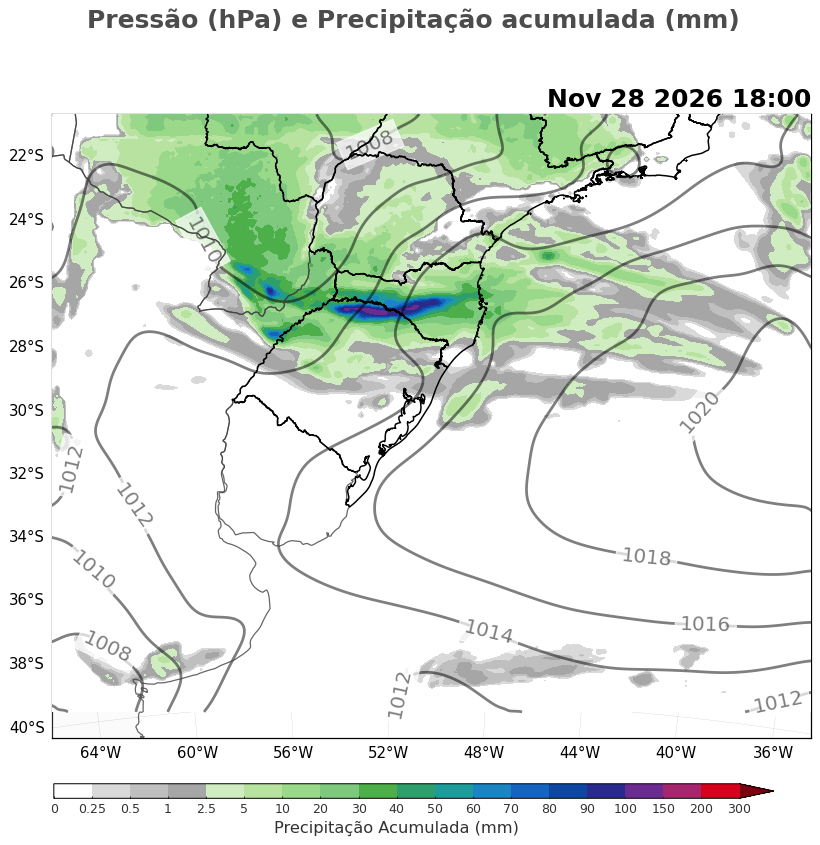 Pressão (hPa) e Precipitação acumulada (mm)
Nov 28 2026 18:00
1008
22°S
24°S
1010
26°S
28°S
30°S
1020
1012
32°S
1012
34°S
1018
1010
36°S
1016
1014
1008
38°S
1012
1012
40°S
64°W 60°W 56°W 52°W 48°W 44°W 40°W 36°W
0 0.25 0.5 1 2.5 5 10 20 30 40 50 60 70 80 90 100 150 200 300
Precipitação Acumulada (mm)